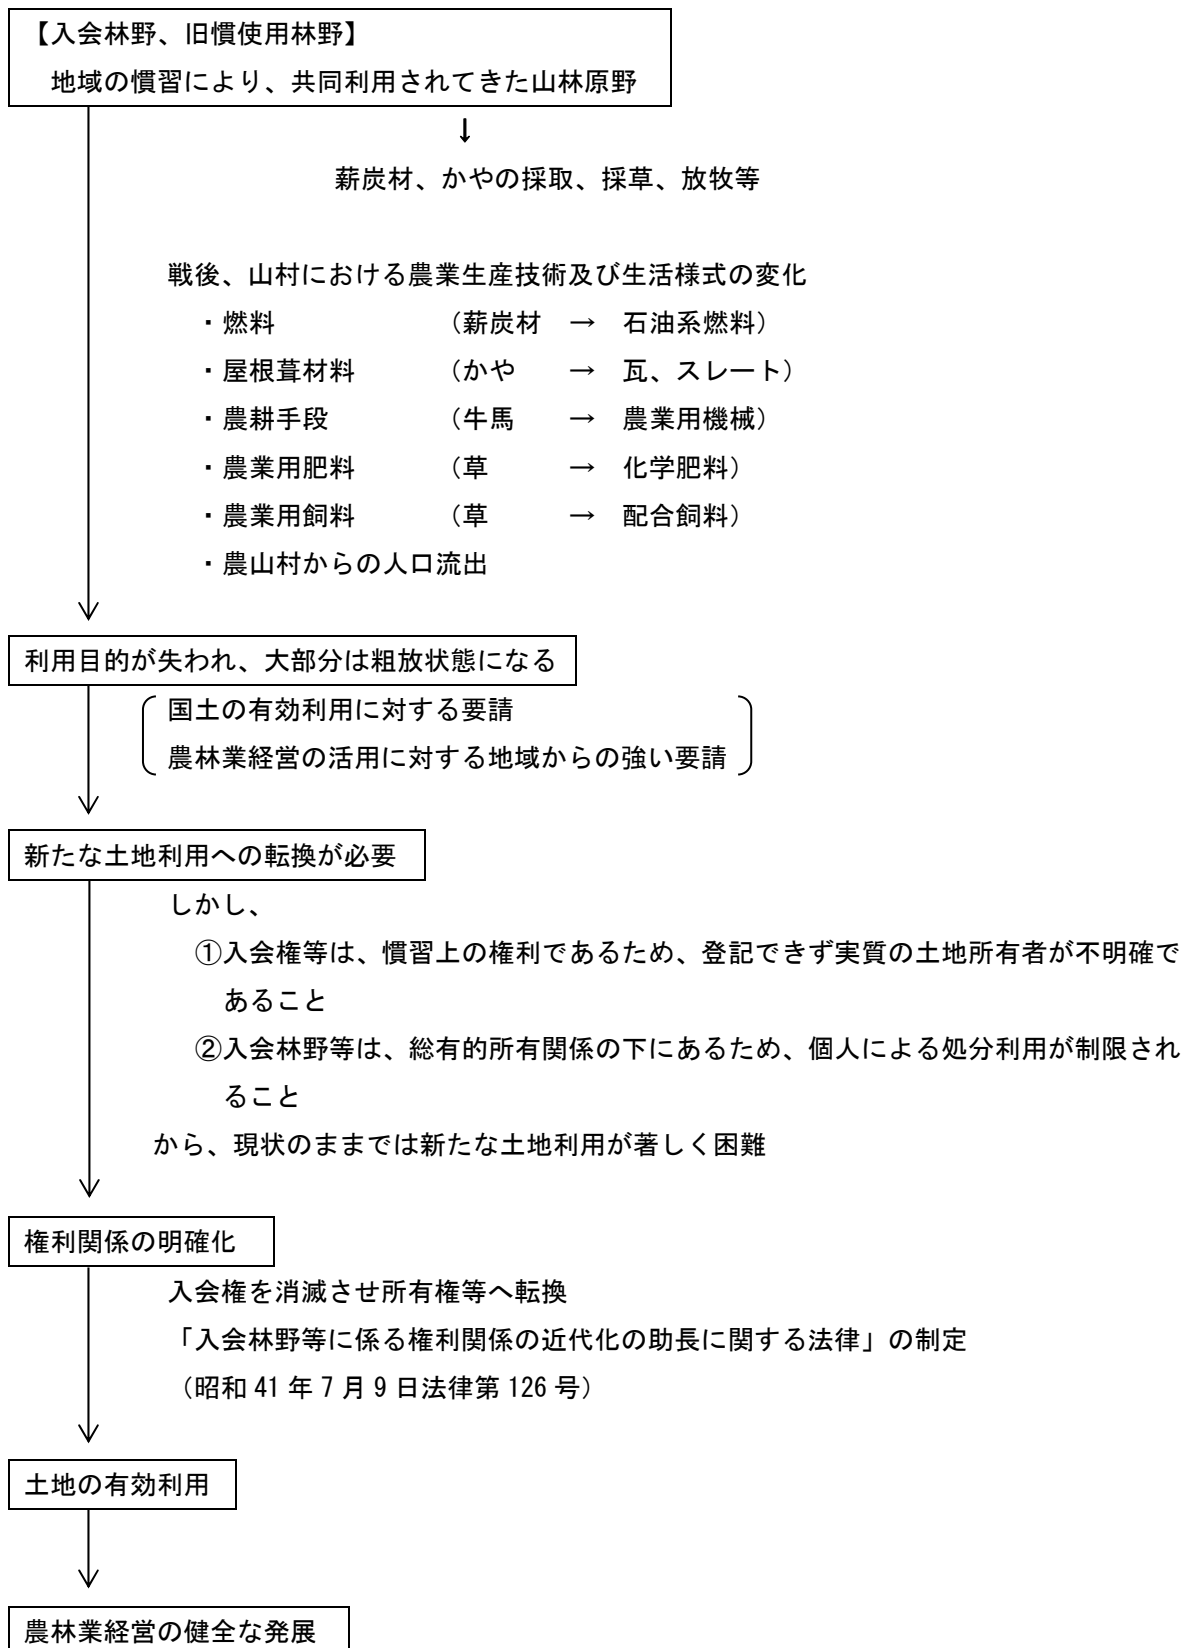 【入会林野、旧慣使用林野】
地域の慣習により、共同利用されてきた山林原野
↓
薪炭材、かやの採取、採草、放牧等
戦後、山村における農業生産技術及び生活様式の変化
・燃料　（薪炭材　→　石油系燃料）
・屋根葺材料　（かや　→　瓦、スレート）
・農耕手段　（牛馬　→　農業用機械）
・農業用肥料　（草　→　化学肥料）
・農業用飼料　（草　→　配合飼料）
・農山村からの人口流出
利用目的が失われ、大部分は粗放状態になる
国土の有効利用に対する要請
農林業経営の活用に対する地域からの強い要請
新たな土地利用への転換が必要
しかし、
①入会権等は、慣習上の権利であるため、登記できず実質の土地所有者が不明確で
あること
②入会林野等は、総有的所有関係の下にあるため、個人による処分利用が制限され
ること
から、現状のままでは新たな土地利用が著しく困難
権利関係の明確化
入会権を消滅させ所有権等へ転換
「入会林野等に係る権利関係の近代化の助長に関する法律」の制定
（昭和 41 年 7 月 9 日法律第 126 号）
土地の有効利用
農林業経営の健全な発展